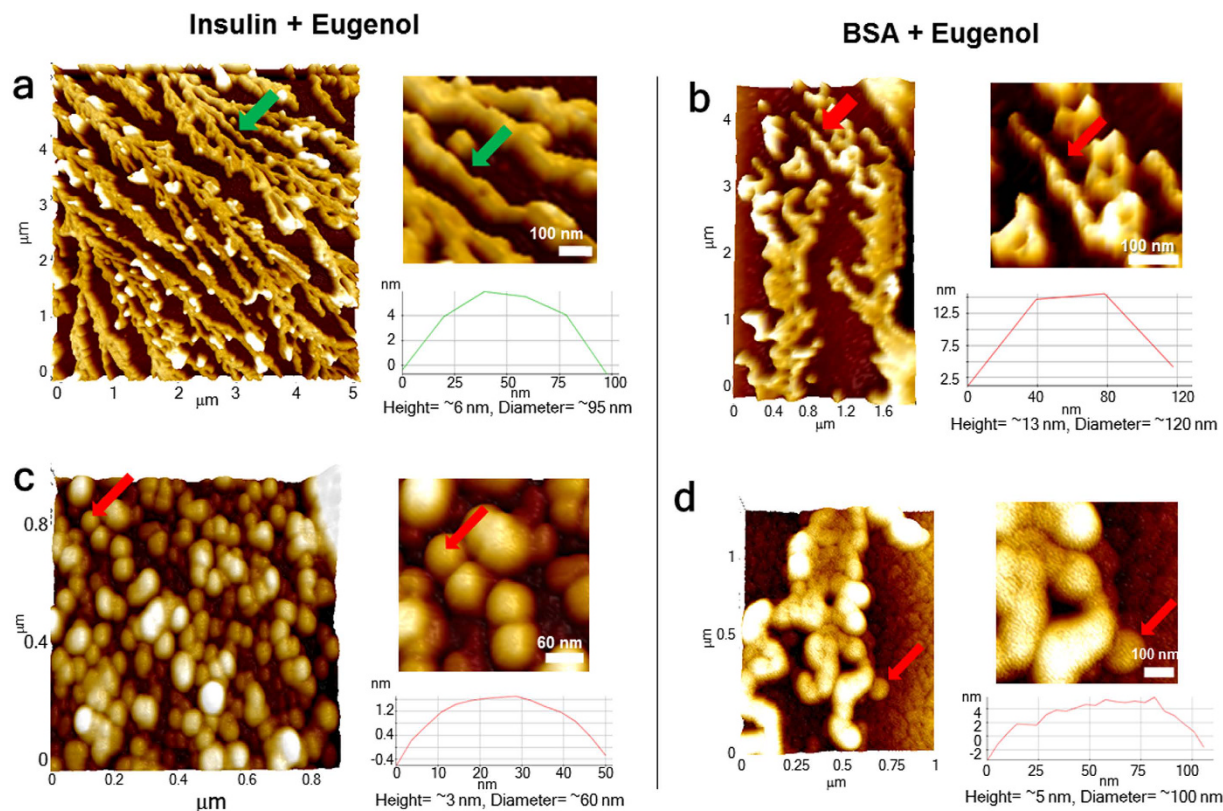 Insulin + Eugenol
BSA + Eugenol
a
4
3
μm
2
1
0
0 1 2 3 4 5
μm
100 nm
nm
4
0
0 25 50 75 100
nm
Height= ~6 nm, Diameter= ~95 nm
b
4
3
μm
2
1
0
0 0.4 0.8 1.2 1.6
μm
100 nm
nm
12.5
7.5
2.5
0 40 80 120
nm
Height= ~13 nm, Diameter= ~120 nm
c
0.8
μm
0.4
0
0.2 0.4 0.6 0.8
μm
60 nm
nm
1.2
0.4
-0.4
0 10 20 30 40 50
nm
Height= ~3 nm, Diameter= ~60 nm
d
1
μm
0.5
0
0 0.25 0.5 0.75 1
μm
100 nm
nm
4
2
0
-2
0 25 50 75 100
nm
Height= ~5 nm, Diameter= ~100 nm